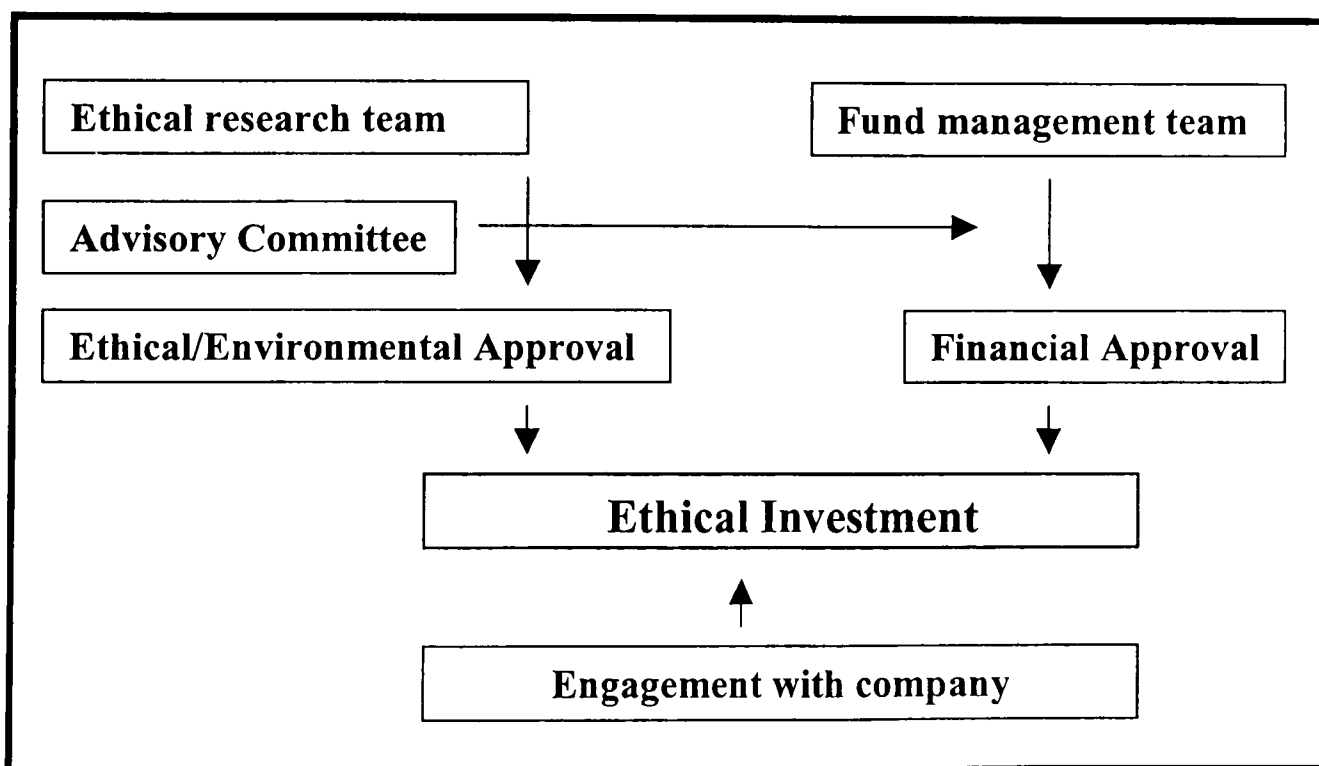 Ethical research team
Fund management team
Advisory Committee
Ethical/Environmental Approval
Financial Approval
Ethical Investment
Engagement with company